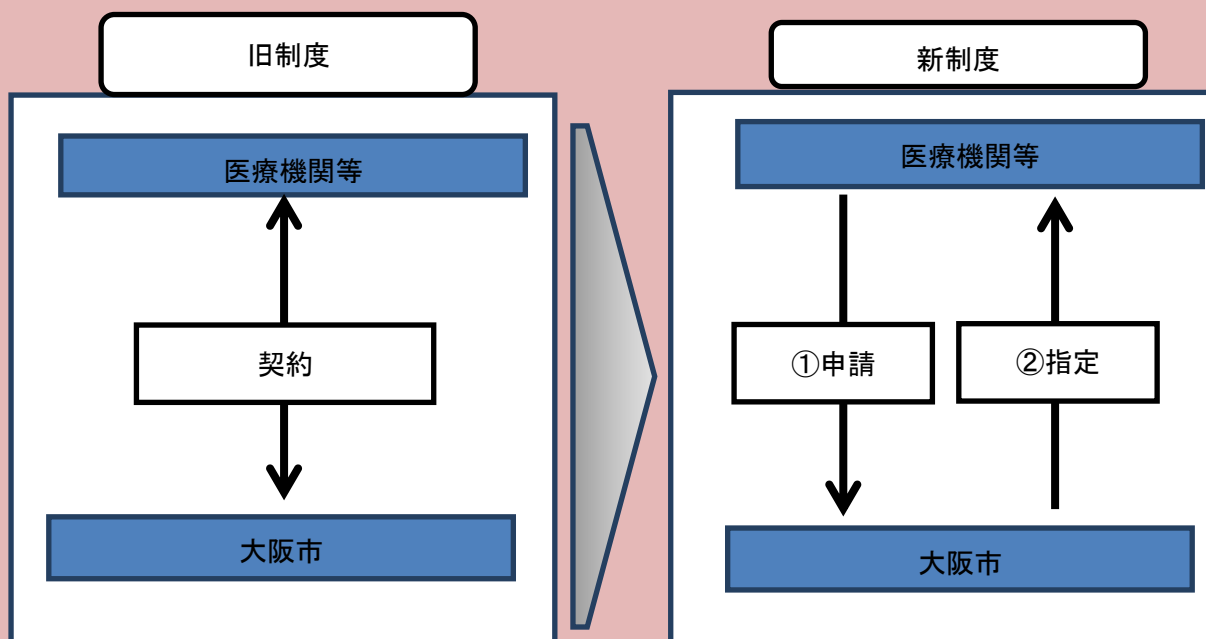 旧制度
医療機関等
契約
大阪市
新制度
医療機関等
①申請
②指定
大阪市